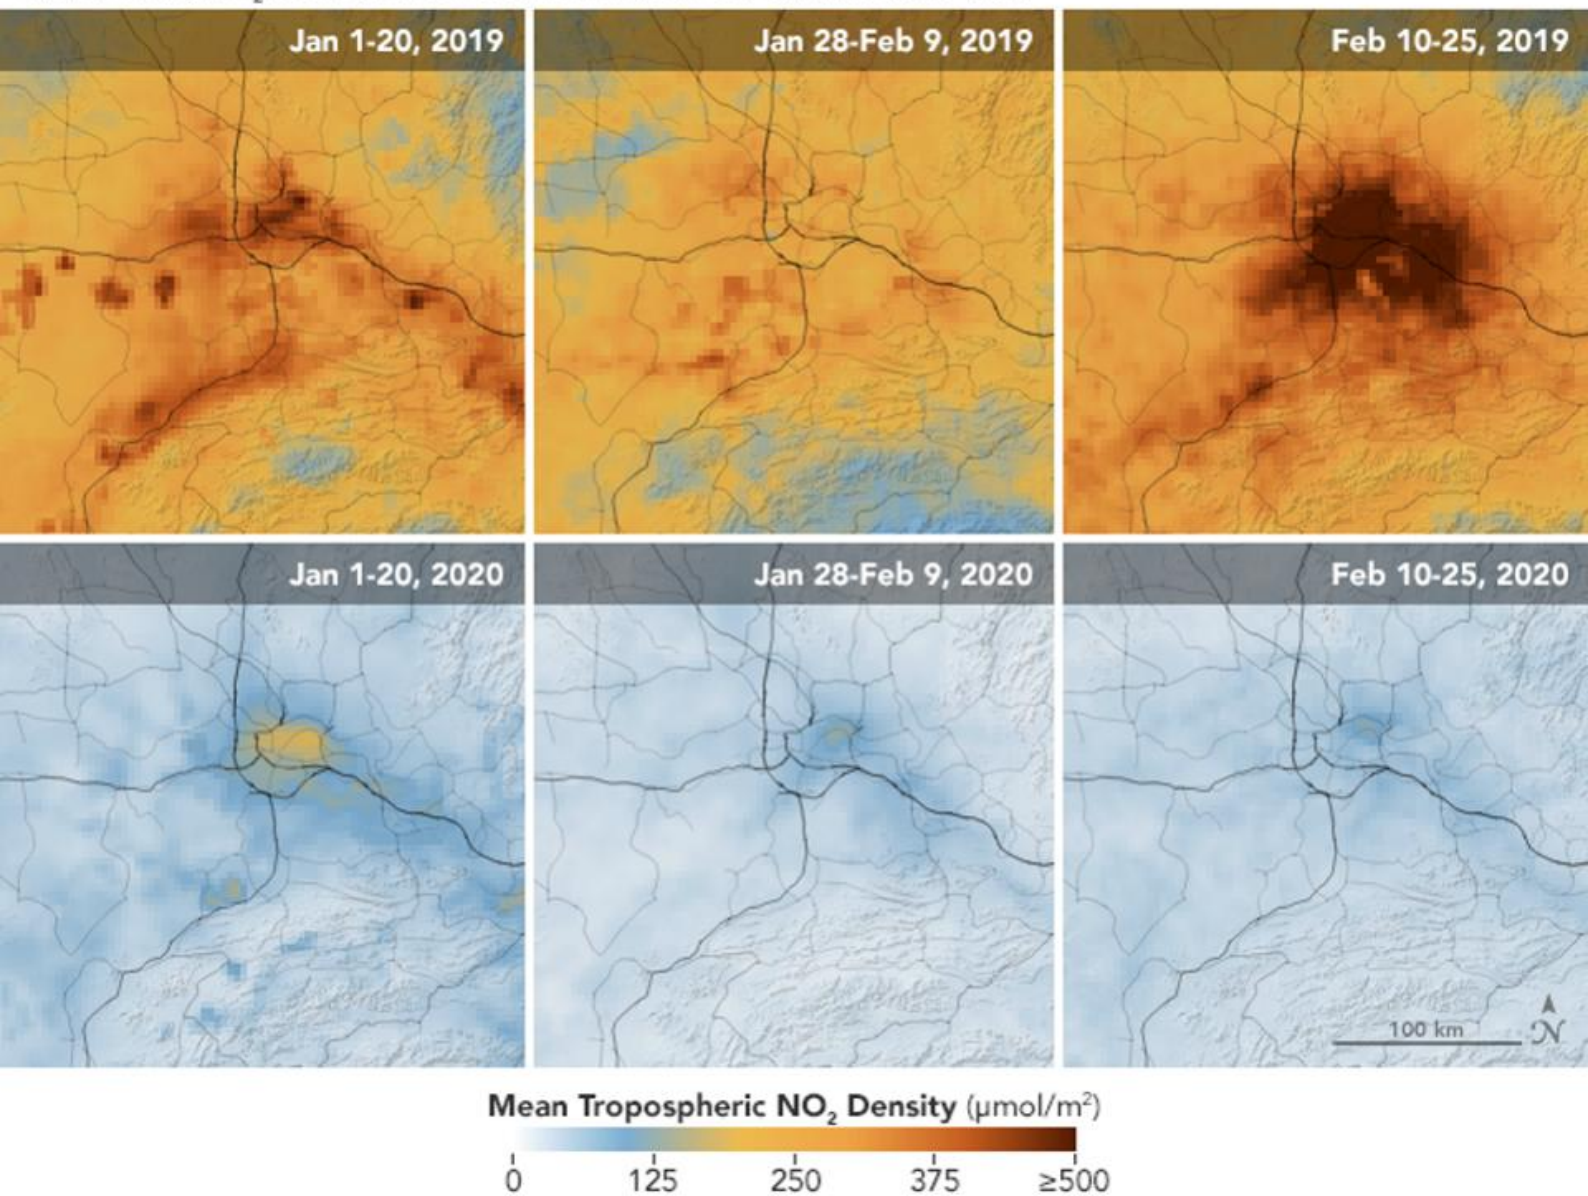 Jan 1-20, 2019
Jan 28-Feb 9, 2019
Feb 10-25, 2019
Jan 1-20, 2020
Jan 28-Feb 9, 2020
Feb 10-25, 2020
100 km
N
Mean Tropospheric NO₂ Density (µmol/m²)
0 125 250 375 ≥500